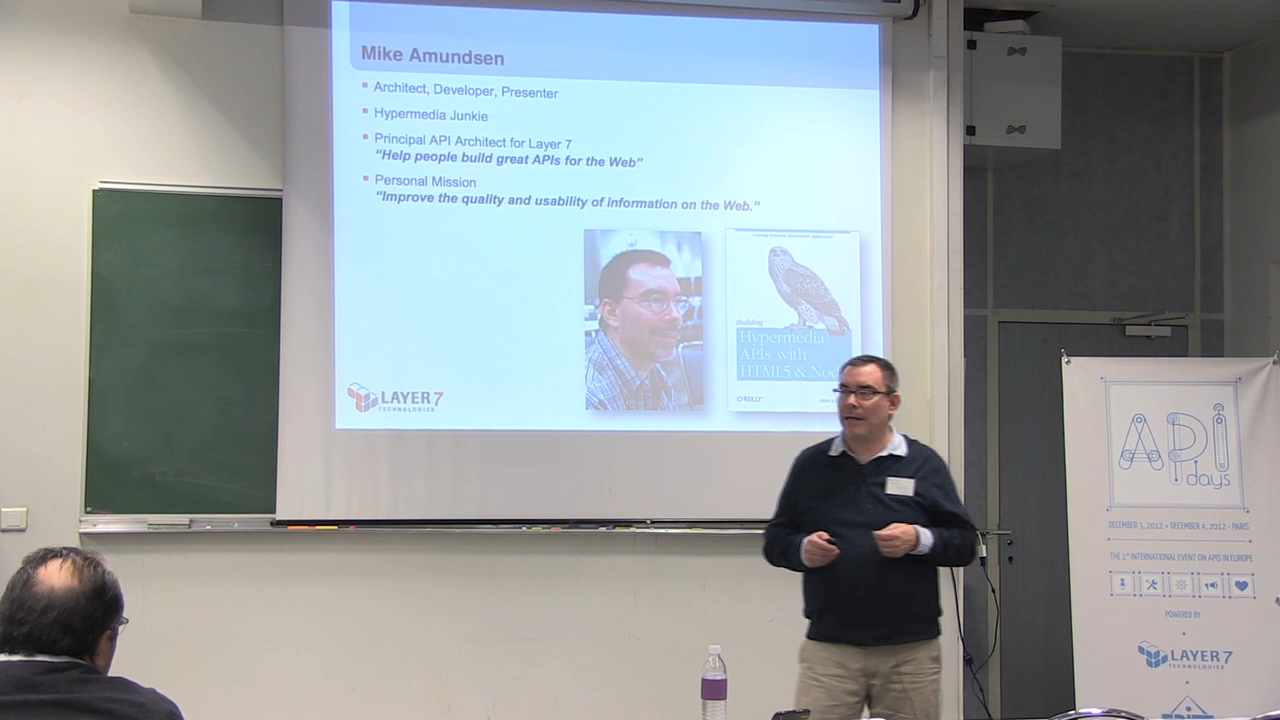 Mike Amundsen
Architect, Developer, Presenter
Hypermedia Junkie
Principal API Architect for Layer 7
"Help people build great APIs for the Web"
Personal Mission
"Improve the quality and usability of information on the Web."
Building
Hypermedia
APIs with
HTML5 &
O'REILLY
LAYER 7
TECHNOLOGIES
API
days
DECEMBER 3, 2012 - DECEMBER 4, 2012 - PARIS
THE 1ST INTERNATIONAL EVENT ON APIS IN EUROPE
POWERED BY
LAYER 7
TECHNOLOGIES